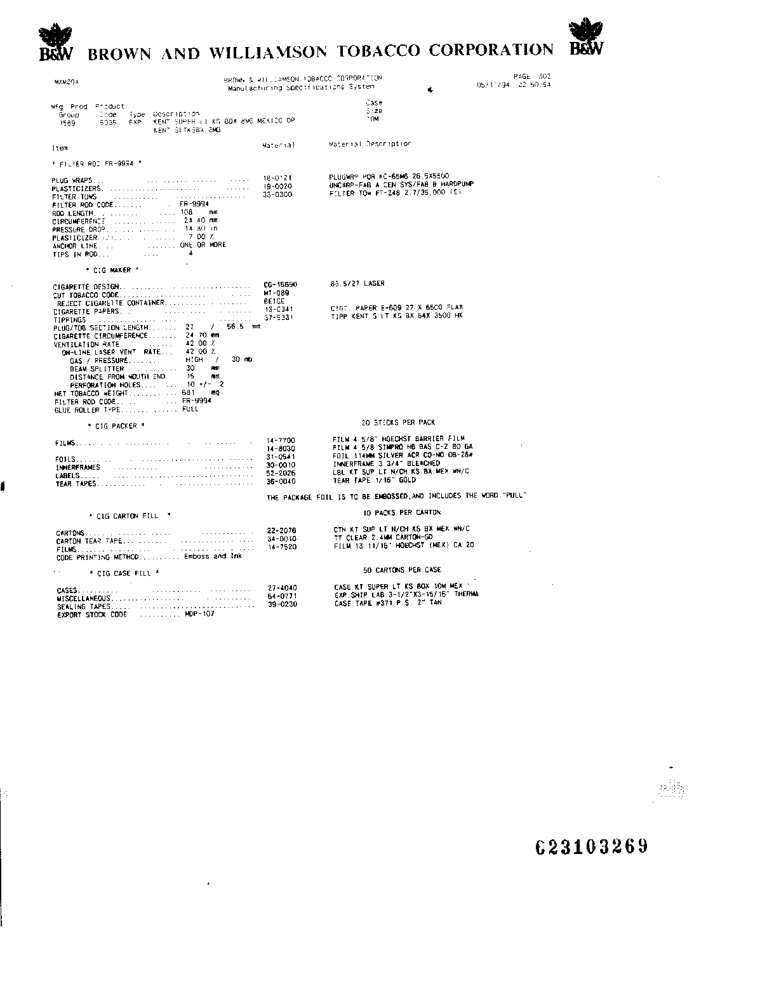 B&W BROWN AND WILLIAMSON TOBACCO CORPORATION B&W
BROWN & WILLIAMSON TOBACCO CORPORATION PAGE 302
Manufacturing Specifications System 05/11/94
Mfg Prod Product Case
Group Code Type Description Size
1569 EXP KENT SUPER LT KS BOX 8MG MEXICO DP 10M
KENT SLTKSBX 8MG
Item Material Material Description
* FILTER ROD FR-9994 *
PLUG WRAPS... 18-0121 PLUGWRP POR KC-65M6 26.5X5500
PLASTICIZERS... 19-0020 UNCARP-FAB A CEN SYS/FAB B HARDPUMP
FILTER TOWS... 33-0300 FILTER TOW FT-248 2.7/35,000
FILTER ROD CODE....... FR-9994
ROD LENGTH.... 108 mm
CIRCUMFERENCE ... 24.40 mm
PRESSURE DROP... 14.80 in
PLASTICIZER ... 7.00 %
ANCHOR LINE... ONE OR MORE
TIPS IN ROD... 4
* CIG MAKER *
CIGARETTE DESIGN... CG-15690 83.5/27 LASER
CUT TOBACCO CODE... MT-089
REJECT CIGARETTE CONTAINER... BEIGE
CIGARETTE PAPERS... 13-0341 CIGT. PAPER E-609 27 X 6500 FLAX
TIPPINGS ... 37-5331 TIPP KENT S LT KS BX 64X 3500 HK
PLUG/TOB SECTION LENGTH... 27 / 56.5 mm
CIGARETTE CIRCUMFERENCE... 24.70 mm
VENTILATION RATE... 42.00 %
ON-LINE LASER VENT RATE... 42.00 %
GAS / PRESSURE... HIGH / 30 mb
BEAM SPLITTER ... 30 mm
DISTANCE FROM MOUTH END 15 mm
PERFORATION HOLES... 10 +/- 2
NET TOBACCO WEIGHT... 681 mg
FILTER ROD CODE... FR-9994
GLUE ROLLER TYPE... FULL
* CIG PACKER * 20 STICKS PER PACK
FILMS... 14-7700 FILM 4 5/8" HOECHST BARRIER FILM
14-8030 FILM 4 5/8 STMPRO HB BAS C-Z 80 GA
FOILS... 31-0541 FOIL 114MM SILVER ACR CO-NO OB-28#
INNERFRAMES ... 30-0010 INNERFRAME 3 3/4" BLEACHED
LABELS... 52-2026 LBL KT SUP LT N/CH KS BX MEX WN/C
TEAR TAPES... 36-0040 TEAR TAPE 1/16" GOLD
THE PACKAGE FOIL IS TO BE EMBOSSED,AND INCLUDES THE WORD "PULL"
* CIG CARTON FILL * 10 PACKS PER CARTON
CARTONS... 22-2076 CTN KT SUP LT N/CH KS BX MEX WN/C
CARTON TEAR TAPE... 34-0010 TT CLEAR 2.4MM CARTON-GD
FILMS... 14-7520 FILM 13 11/16" HOECHST (MEX) CA 20
CODE PRINTING METHOD.......... Emboss and Ink
* CIG CASE FILL * 50 CARTONS PER CASE
CASES... 27-4040 CASE KT SUPER LT KS BOX 10M MEX
MISCELLANEOUS... 64-0771 EXP.SHIP LAB 3-1/2"X3-15/16" THERMA
SEALING TAPES... 39-0230 CASE TAPE #371 P.S. 2" TAN
EXPORT STOCK CODE .......... MDP-107
623103269